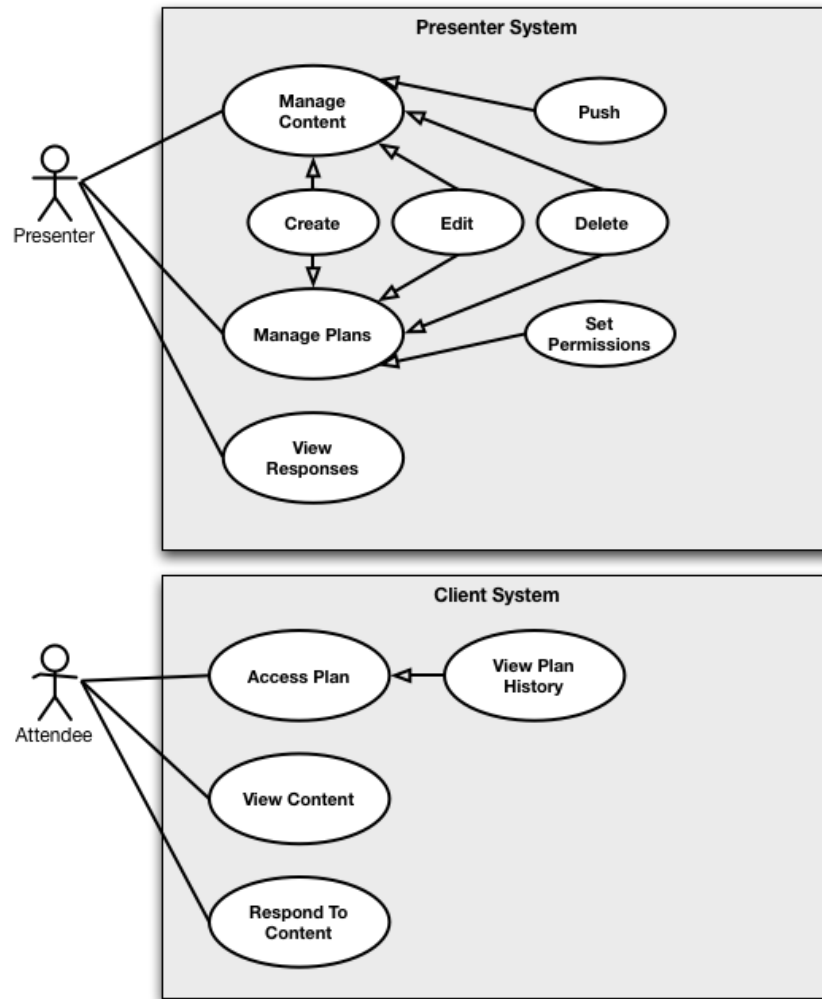 Presenter System
Manage
Content
Push
Create
Edit
Delete
Presenter
Manage Plans
Set
Permissions
View
Responses
Client System
Access Plan
View Plan
History
Attendee
View Content
Respond To
Content